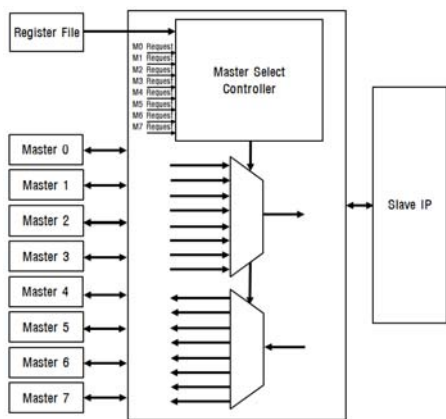 Register File
M0 Request
M1 Request
M2 Request
M3 Request
M4 Request
M5 Request
M6 Request
M7 Request
Master Select
Controller
Master 0
Master 1
Master 2
Master 3
Master 4
Master 5
Master 6
Master 7
Slave IP